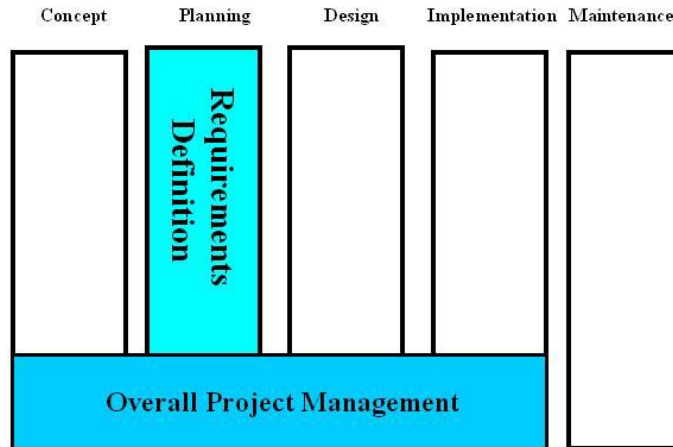 Concept Planning Design Implementation Maintenance
Requirements
Definition
Overall Project Management